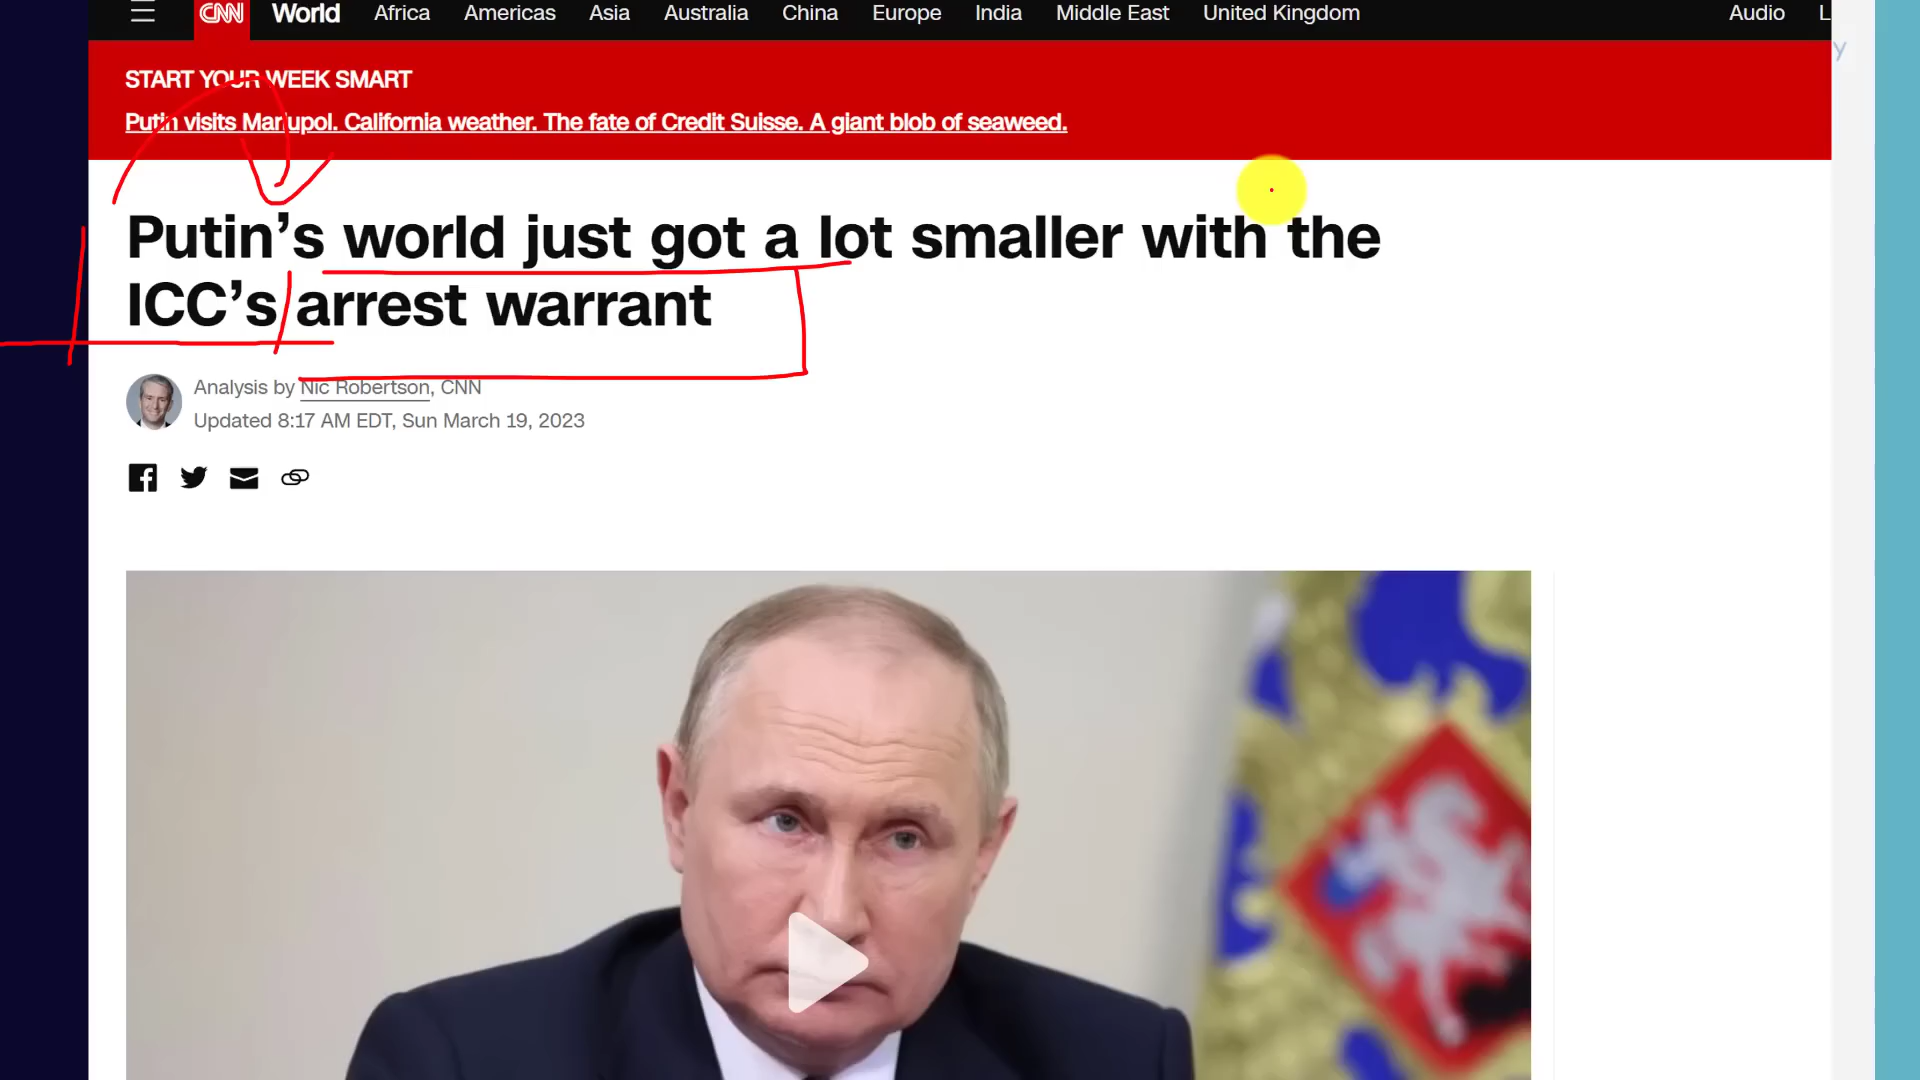 CNN World Africa Americas Asia Australia China Europe India Middle East United Kingdom Audio L
START YOUR WEEK SMART
Putin visits Mariupol. California weather. The fate of Credit Suisse. A giant blob of seaweed.
y
Putin’s world just got a lot smaller with the
ICC’s arrest warrant
Analysis by Nic Robertson, CNN
Updated 8:17 AM EDT, Sun March 19, 2023